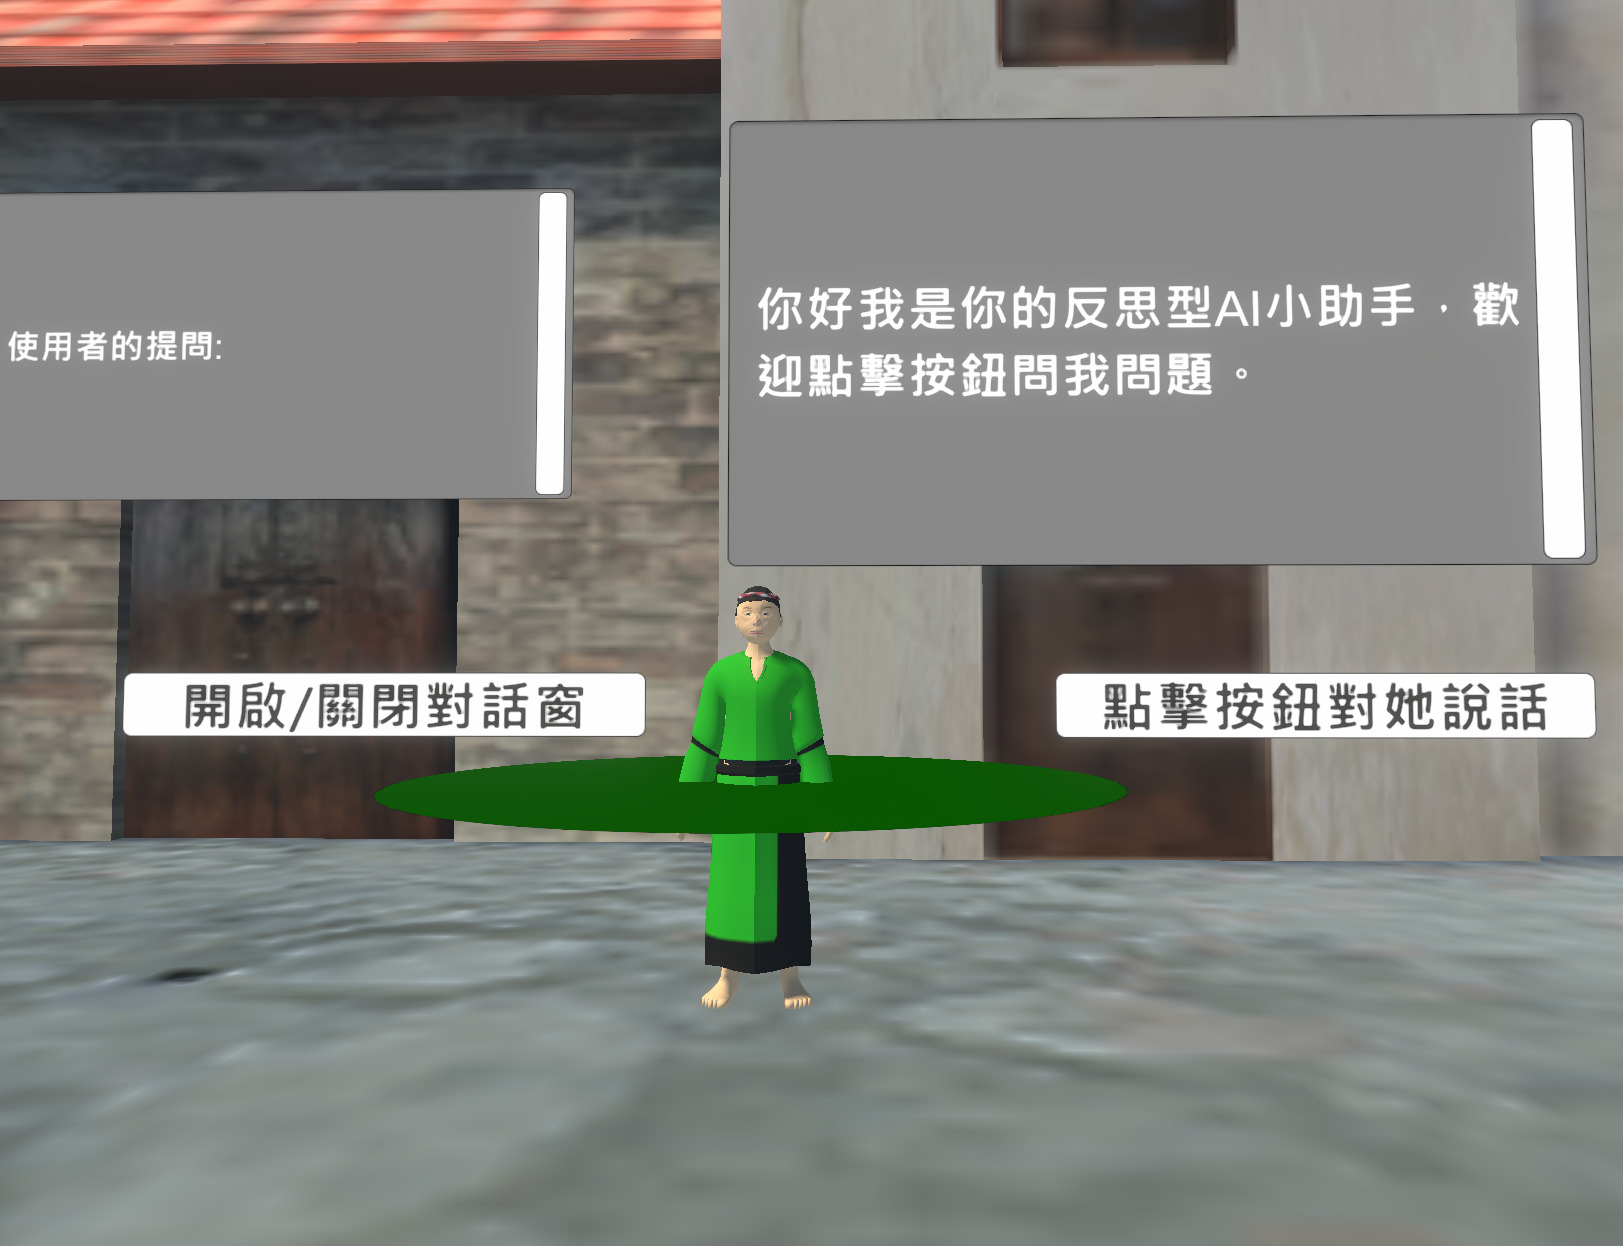 使用者的提問:
你好我是你的反思型AI小助手，歡
迎點擊按鈕問我問題。
開啟/關閉對話窗
點擊按鈕對她說話